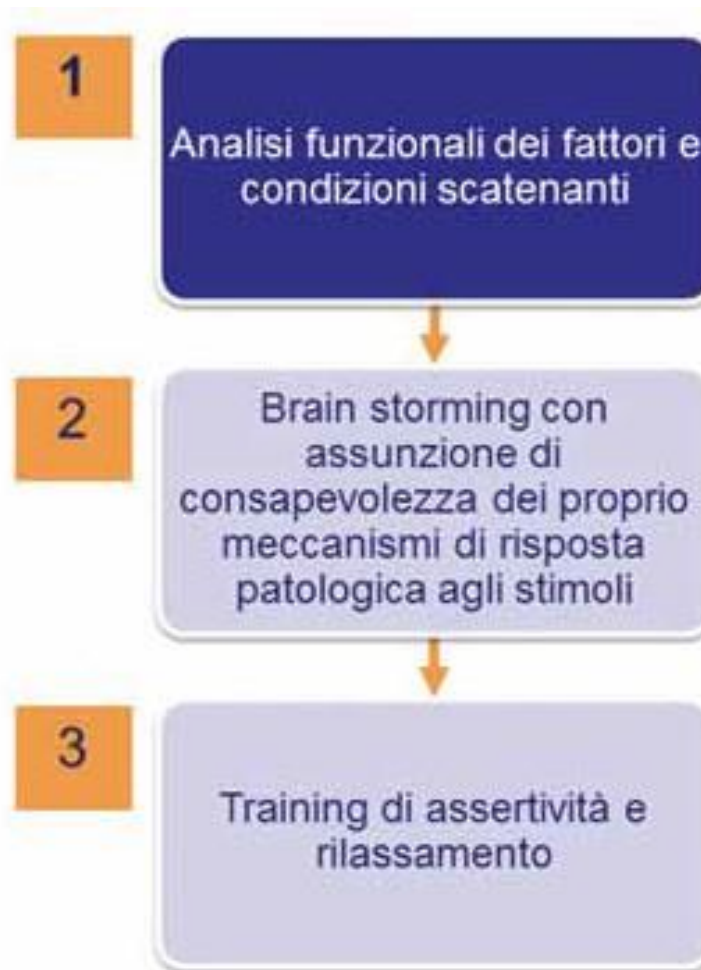 1
Analisi funzionali dei fattori e
condizioni scatenanti
2
Brain storming con
assunzione di
consapevolezza dei proprio
meccanismi di risposta
patologica agli stimoli
3
Training di assertività e
rilassamento